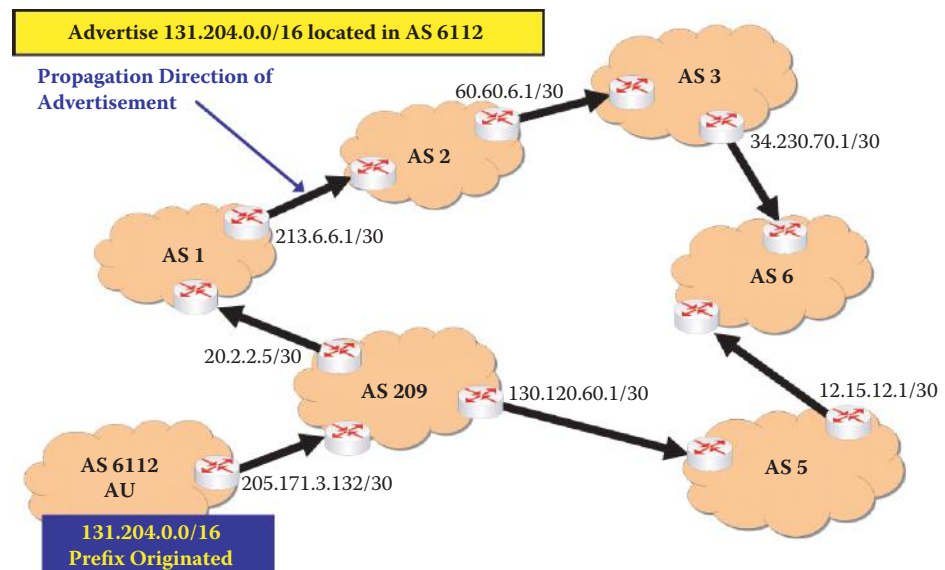 Advertise 131.204.0.0/16 located in AS 6112
Propagation Direction of
Advertisement
60.60.6.1/30
AS 3
AS 2
34.230.70.1/30
213.6.6.1/30
AS 1
AS 6
20.2.2.5/30
AS 209
130.120.60.1/30
12.15.12.1/30
AS 6112
AU
205.171.3.132/30
AS 5
131.204.0.0/16
Prefix Originated